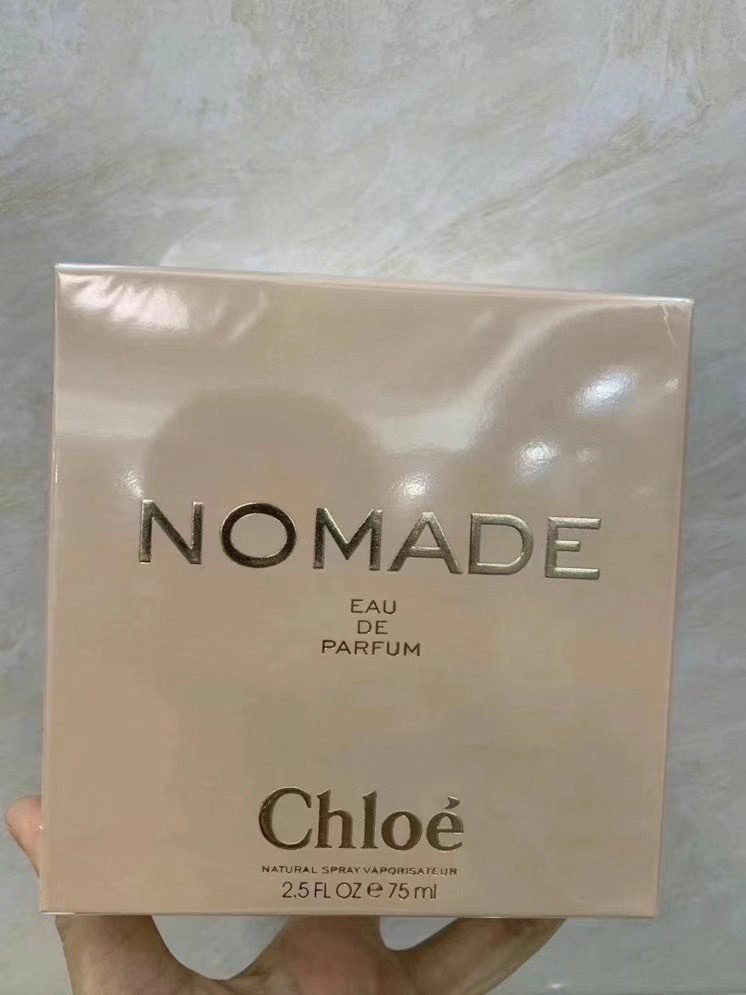 NOMADE
EAU
DE
PARFUM
Chloé
NATURAL SPRAY VAPORISATEUR
2.5 FL OZ ℮ 75 ml